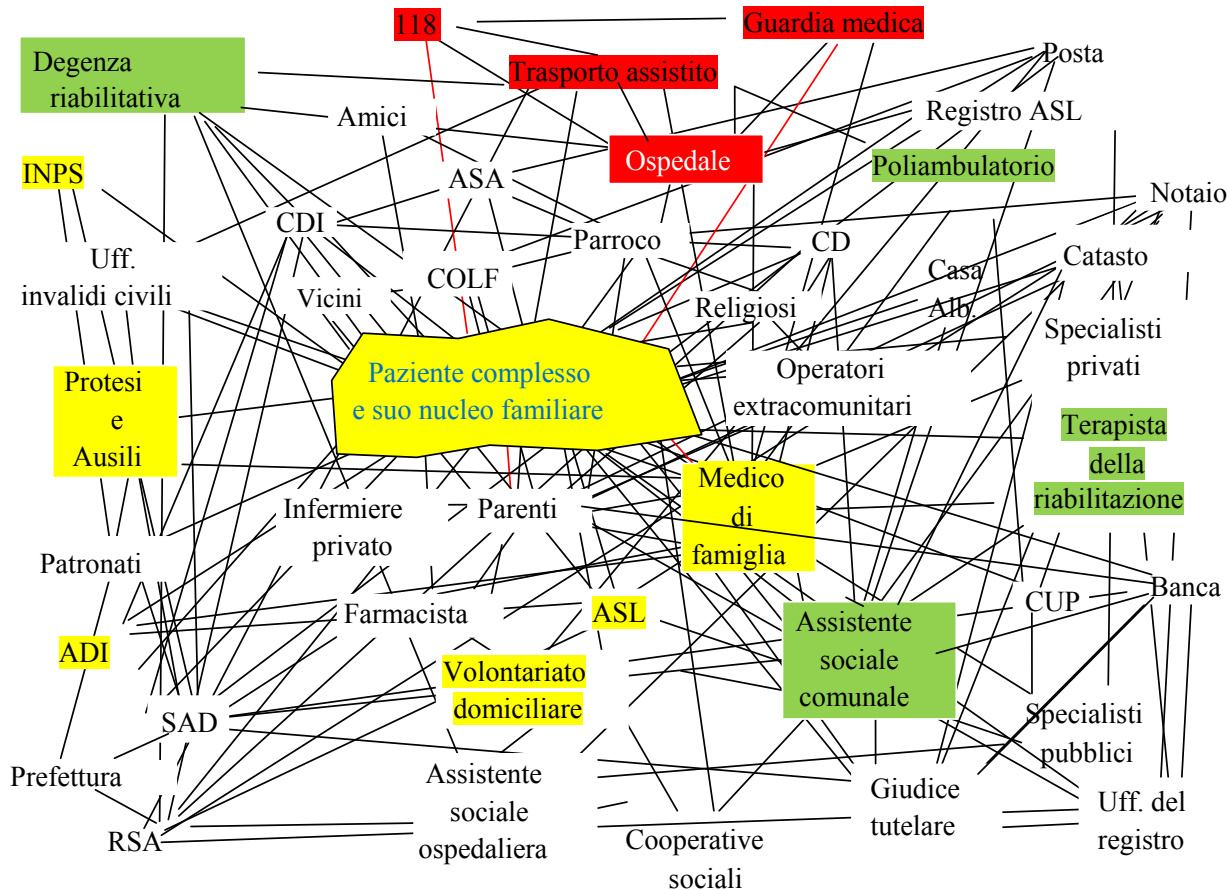 118
Guardia medica
Degenza
riabilitativa
Trasporto assistito
Posta
Amici
Registro ASL
Ospedale
Poliambulatorio
INPS
ASA
Notaio
CDI
Parroco
CD
Uff.
invalidi civili
Catasto
Vicini
COLF
Religiosi
Casa
Alb.
Specialisti
privati
Paziente complesso
e suo nucleo familiare
Operatori
extracomunitari
Protesi
e
Ausili
Terapista
della
riabilitazione
Medico
di
famiglia
Infermiere
privato
Parenti
Patronati
Banca
CUP
Farmacista
ASL
Assistente
sociale
comunale
ADI
Volontariato
domiciliare
SAD
Specialisti
pubblici
Prefettura
Assistente
sociale
ospedaliera
Giudice
tutelare
Uff. del
registro
RSA
Cooperative
sociali